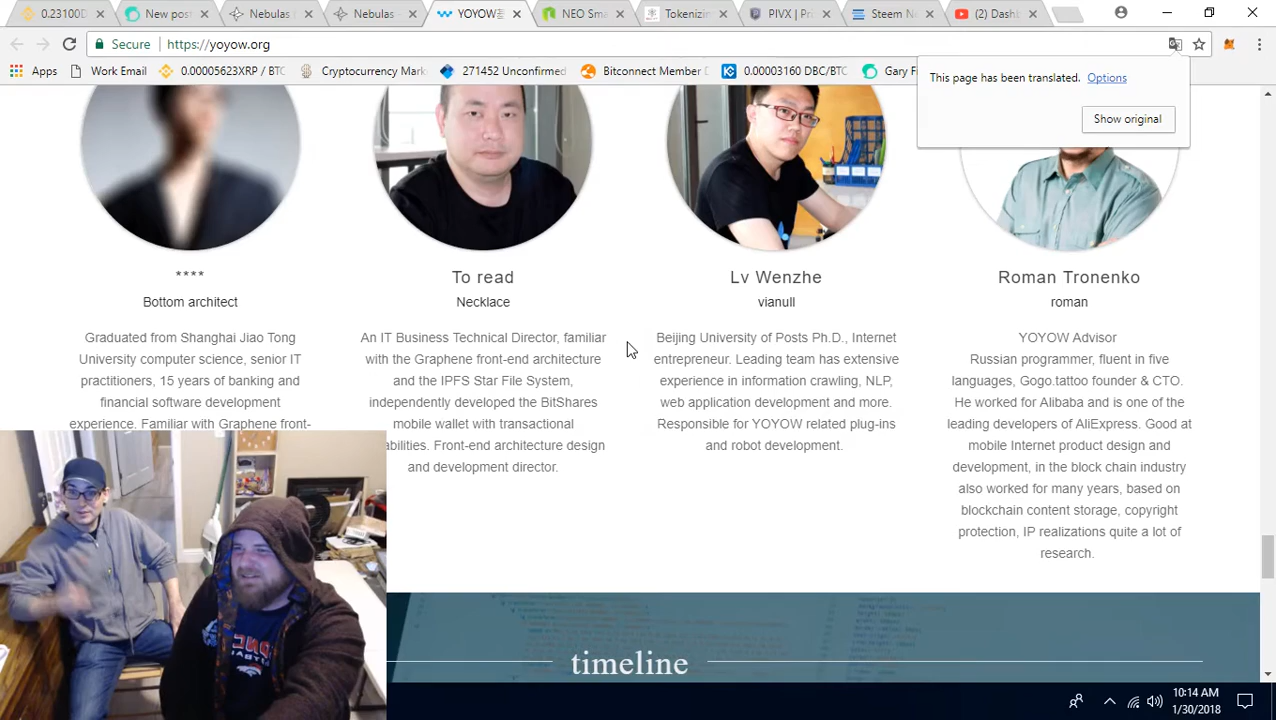 0.23100D
New post
Nebulas
Nebulas
YOYOW
NEO Sma
Tokenizin
PIVX | Pri
Steem N
(2) Dashb
Secure
https://yoyow.org
Apps
Work Email
0.00005623XRP / BTC
Cryptocurrency Mark
271452 Unconfirmed
Bitconnect Member D
0.00003160 DBC/BTC
Gary F
This page has been translated. Options
Show original
****
Bottom architect
Graduated from Shanghai Jiao Tong
University computer science, senior IT
practitioners, 15 years of banking and
financial software development
experience. Familiar with Graphene front-
To read
Necklace
An IT Business Technical Director, familiar
with the Graphene front-end architecture
and the IPFS Star File System,
independently developed the BitShares
mobile wallet with transactional
abilities. Front-end architecture design
and development director.
Lv Wenzhe
vianull
Beijing University of Posts Ph.D., Internet
entrepreneur. Leading team has extensive
experience in information crawling, NLP,
web application development and more.
Responsible for YOYOW related plug-ins
and robot development.
Roman Tronenko
roman
YOYOW Advisor
Russian programmer, fluent in five
languages, Gogo.tattoo founder & CTO.
He worked for Alibaba and is one of the
leading developers of AliExpress. Good at
mobile Internet product design and
development, in the block chain industry
also worked for many years, based on
blockchain content storage, copyright
protection, IP realizations quite a lot of
research.
timeline
10:14 AM
1/30/2018